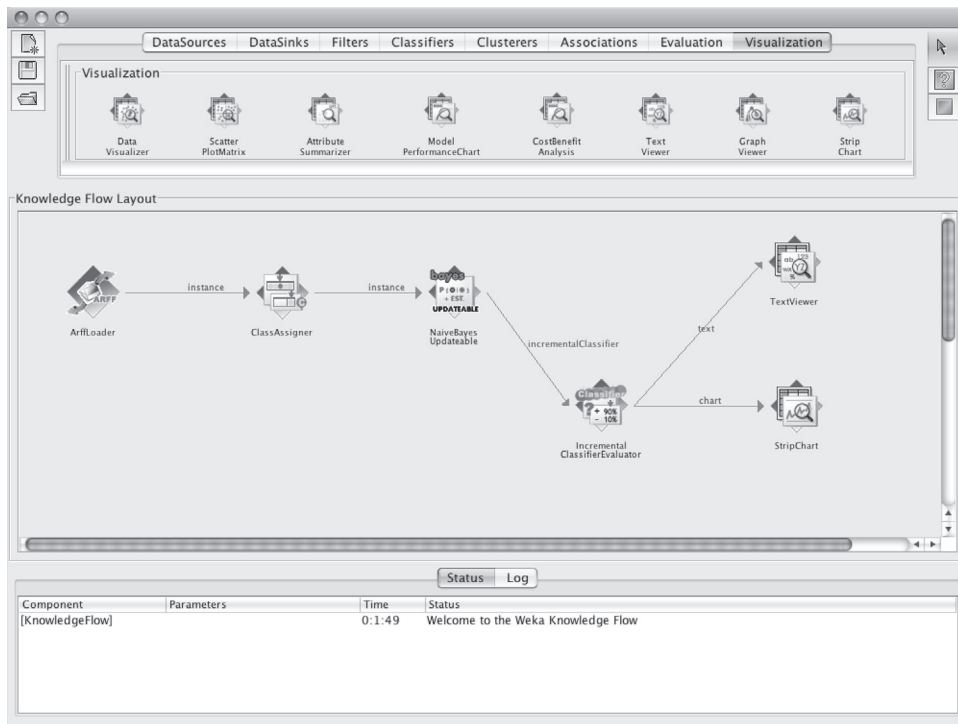 DataSources DataSinks Filters Classifiers Clusterers Associations Evaluation Visualization
Visualization
Data Visualizer
Scatter PlotMatrix
Attribute Summarizer
Model PerformanceChart
CostBenefit Analysis
Text Viewer
Graph Viewer
Strip Chart
Knowledge Flow Layout
ARFF
ArffLoader
instance
ClassAssigner
instance
bayes
+ EST.
UPDATEABLE
NaiveBayes
Updateable
incrementalClassifier
Classifier
+ 90%
- 10%
Incremental
ClassifierEvaluator
text
TextViewer
chart
StripChart
Status Log
Component Parameters Time Status
[KnowledgeFlow] 0:1:49 Welcome to the Weka Knowledge Flow